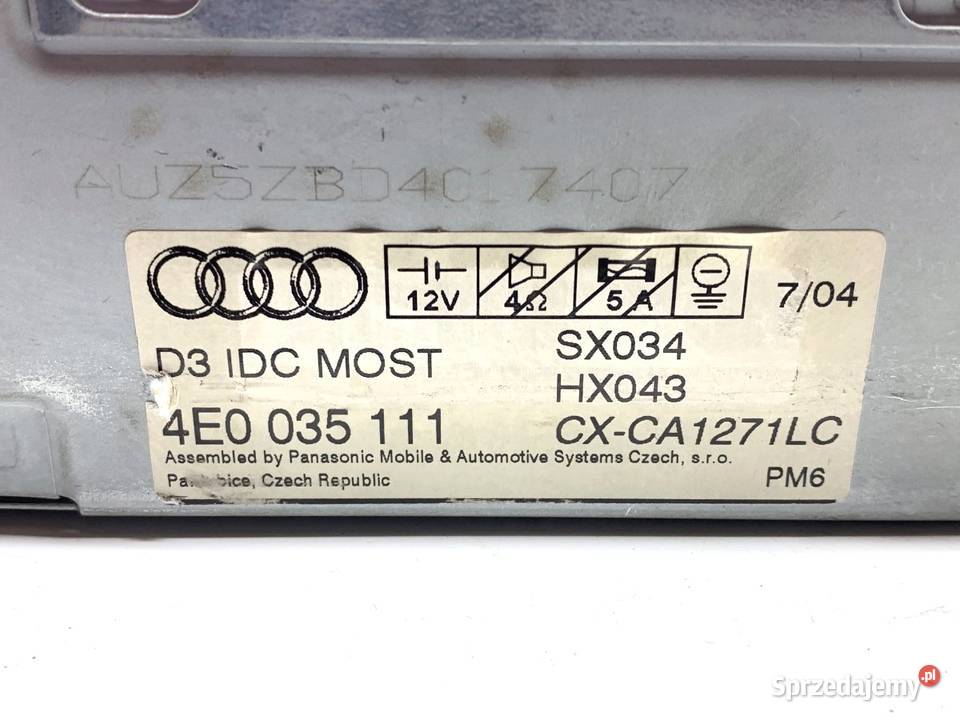 AUZ5ZBD4017407
12V 4Ω 5 A 7/04
D3 IDC MOST SX034
HX043
4E0 035 111 CX-CA1271LC
Assembled by Panasonic Mobile & Automotive Systems Czech, s.r.o.
Czech Republic PM6
Sprzedajemy.pl